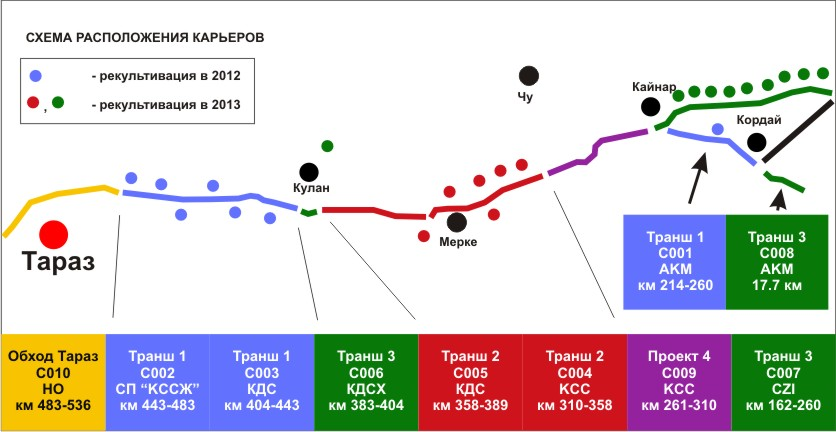 СХЕМА РАСПОЛОЖЕНИЯ КАРЬЕРОВ
- рекультивация в 2012
, - рекультивация в 2013
Чу
Кайнар
Кордай
Кулан
Мерке
Тараз
Транш 1
С001
АКМ
км 214-260
Транш 3
С008
АКМ
17.7 км
Обход Тараз
С010
НО
км 483-536
Транш 1
С002
СП “КССЖ”
км 443-483
Транш 1
С003
КДС
км 404-443
Транш 3
С006
КДСХ
км 383-404
Транш 2
С005
КДС
км 358-389
Транш 2
С004
КСС
км 310-358
Проект 4
С009
КСС
км 261-310
Транш 3
С007
CZI
км 162-260